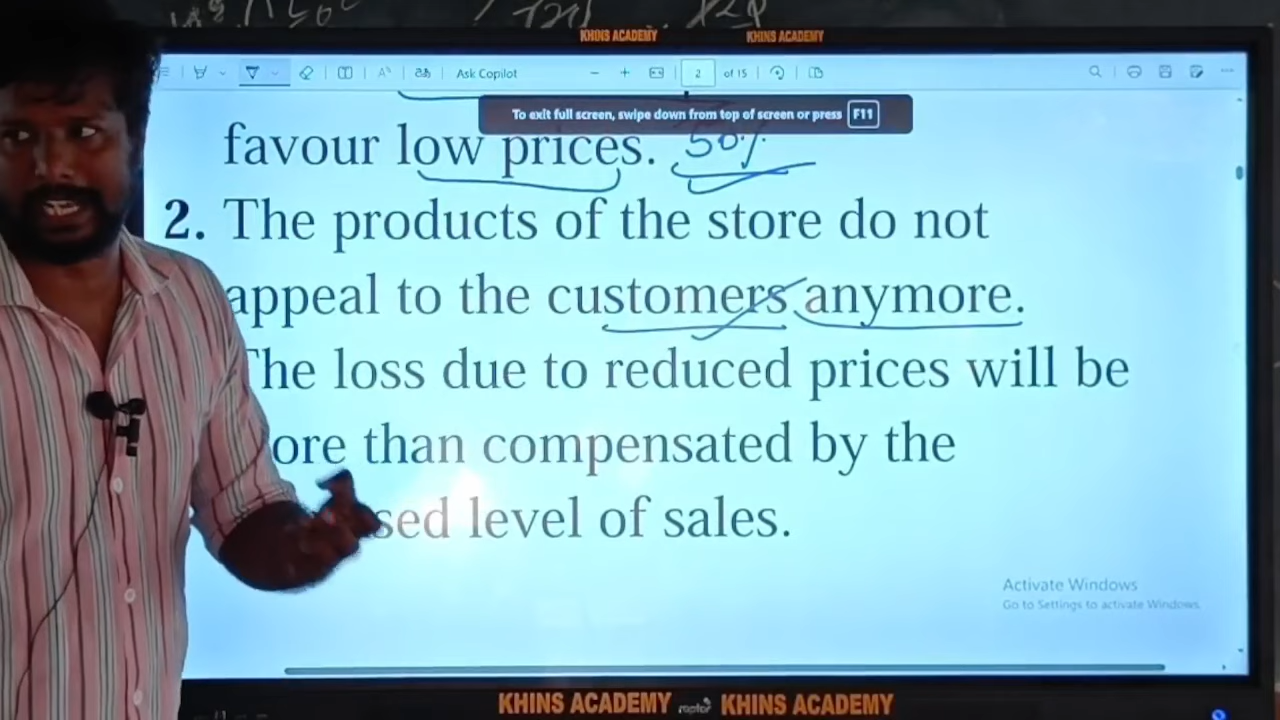 KHINS ACADEMY KHINS ACADEMY
Ask Copilot 2 of 15
To exit full screen, swipe down from top of screen or press F11
favour low prices. 50%
2. The products of the store do not
appeal to the customers anymore.
The loss due to reduced prices will be
ore than compensated by the
sed level of sales.
Activate Windows
Go to Settings to activate Windows.
KHINS ACADEMY KHINS ACADEMY